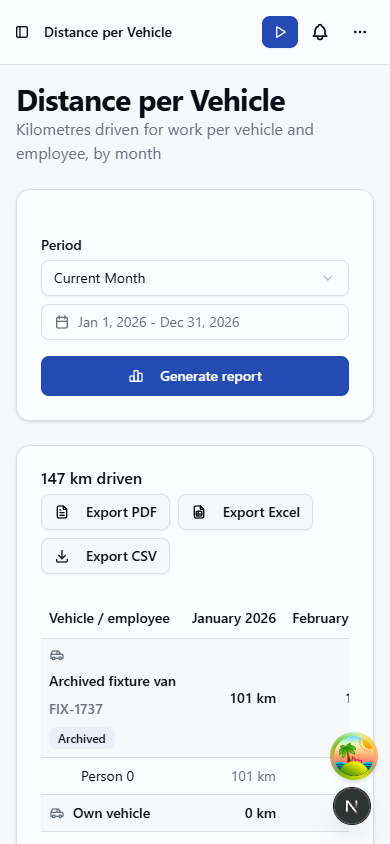 Distance per Vehicle
Distance per Vehicle
Kilometres driven for work per vehicle and
employee, by month
Period
Current Month
Jan 1, 2026 - Dec 31, 2026
Generate report
147 km driven
Export PDF
Export Excel
Export CSV
Vehicle / employee January 2026 February
Archived fixture van
101 km 1
FIX-1737
Archived
Person 0 101 km
Own vehicle 0 km
N